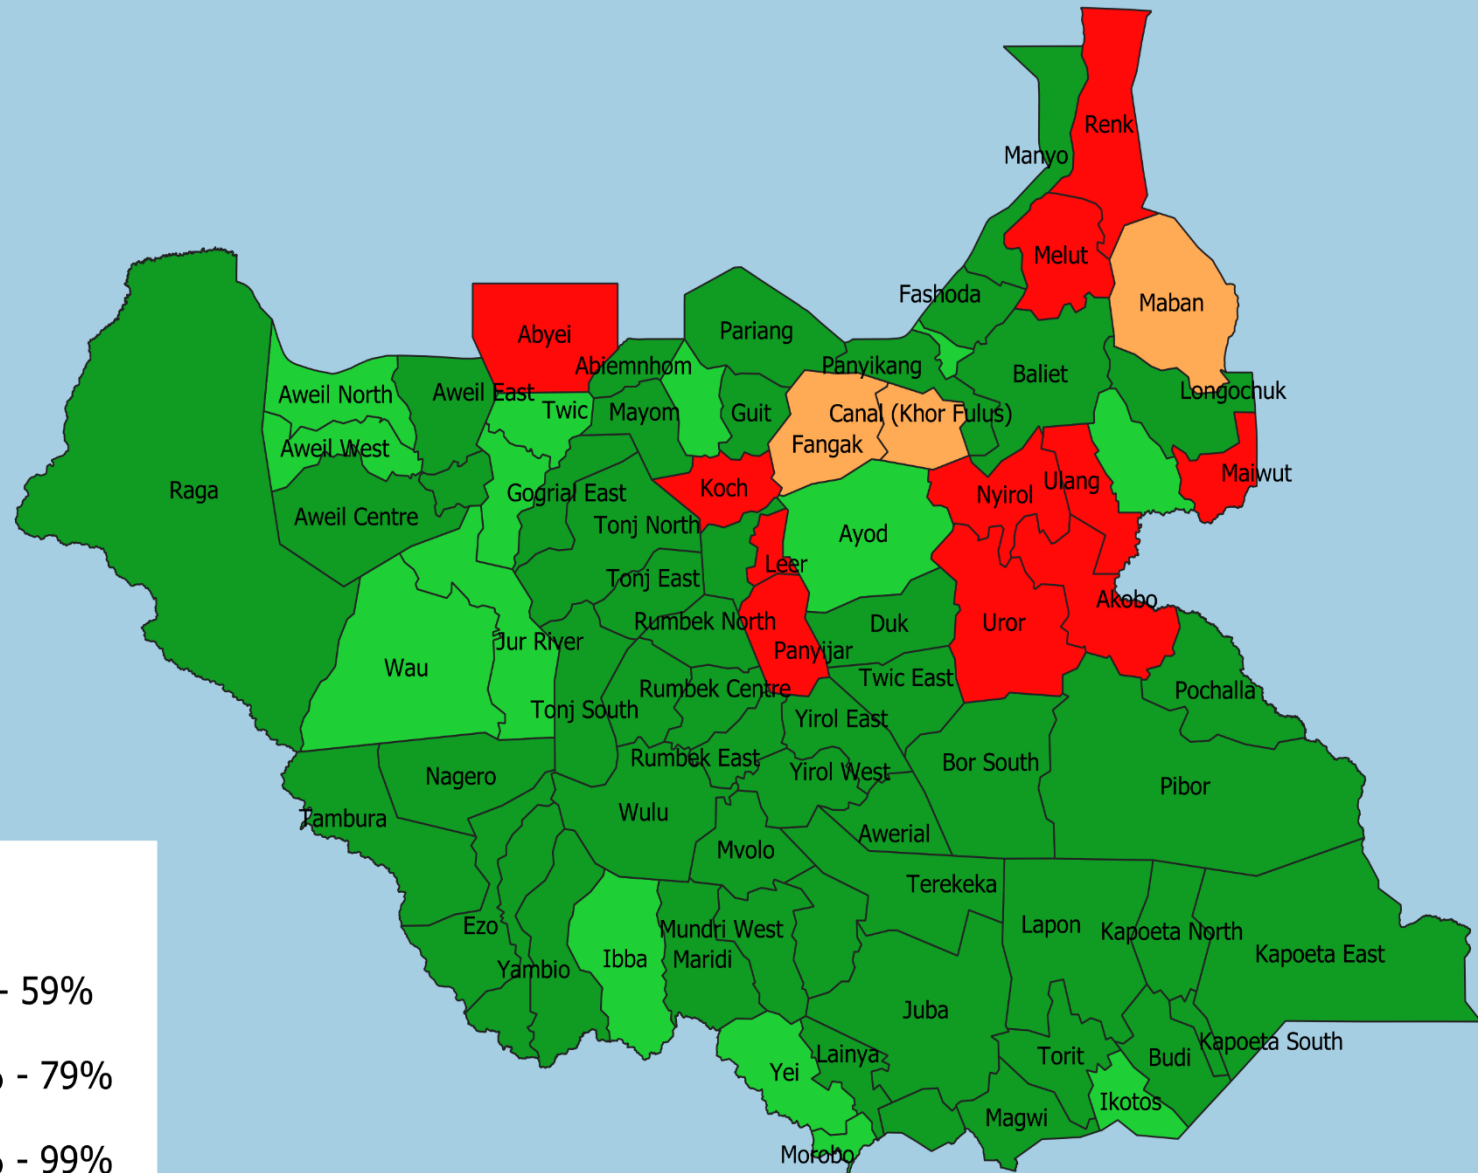 Renk
Manyo
Melut
Fashoda
Maban
Abyei
Pariang
Abiemnhom
Panyikang
Baliet
Longochuk
Aweil North
Aweil East
Twic
Mayom
Guit
Canal (Khor Fulus)
Fangak
Aweil West
Raga
Koch
Nyirol
Ulang
Maiwut
Gogrial East
Aweil Centre
Tonj North
Ayod
Leer
Tonj East
Akobo
Rumbek North
Duk
Uror
Jur River
Panyijar
Wau
Twic East
Rumbek Centre
Pochalla
Tonj South
Yirol East
Rumbek East
Bor South
Nagero
Yirol West
Pibor
Tambura
Wulu
Awerial
Mvolo
Terekeka
Ezo
Mundri West
Lapon
Kapoeta North
Kapoeta East
Yambio
Ibba
Maridi
Juba
Kapoeta South
Lainya
Torit
Budi
Yei
Ikotos
Magwi
Morobo
- 59%
- 79%
- 99%